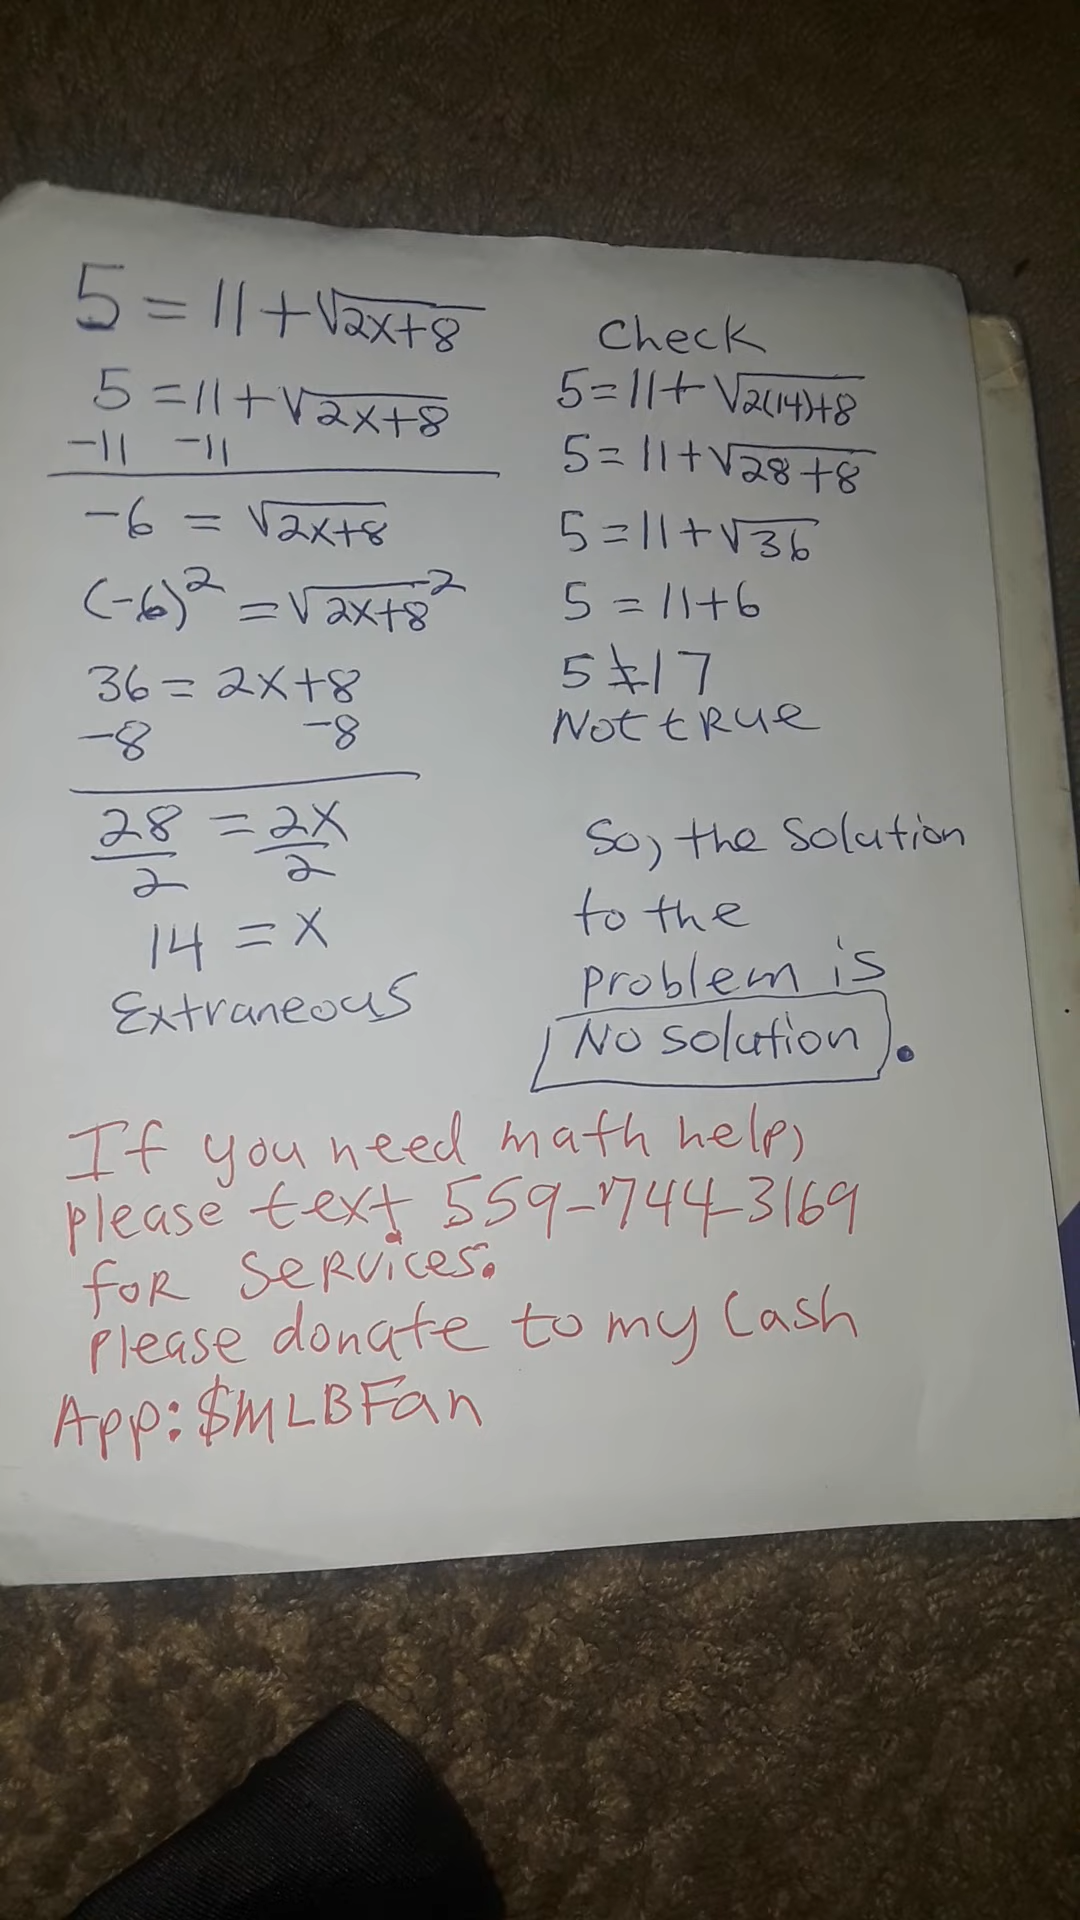 5 = 11 + √2x+8
5 = 11 + √2x+8
-11 -11
-6 = √2x+8
(-6)² = √2x+8²
36 = 2x+8
-8 -8
28 = 2x
2 2
14 = x
Extraneous
Check
5 = 11 + √2(14)+8
5 = 11 + √28+8
5 = 11 + √36
5 = 11+6
5 ≠ 17
Not true
So, the solution
to the
problem is
No solution.
If you need math help,
please text 559-744-3169
for services.
Please donate to my Cash
App: $MLBFan